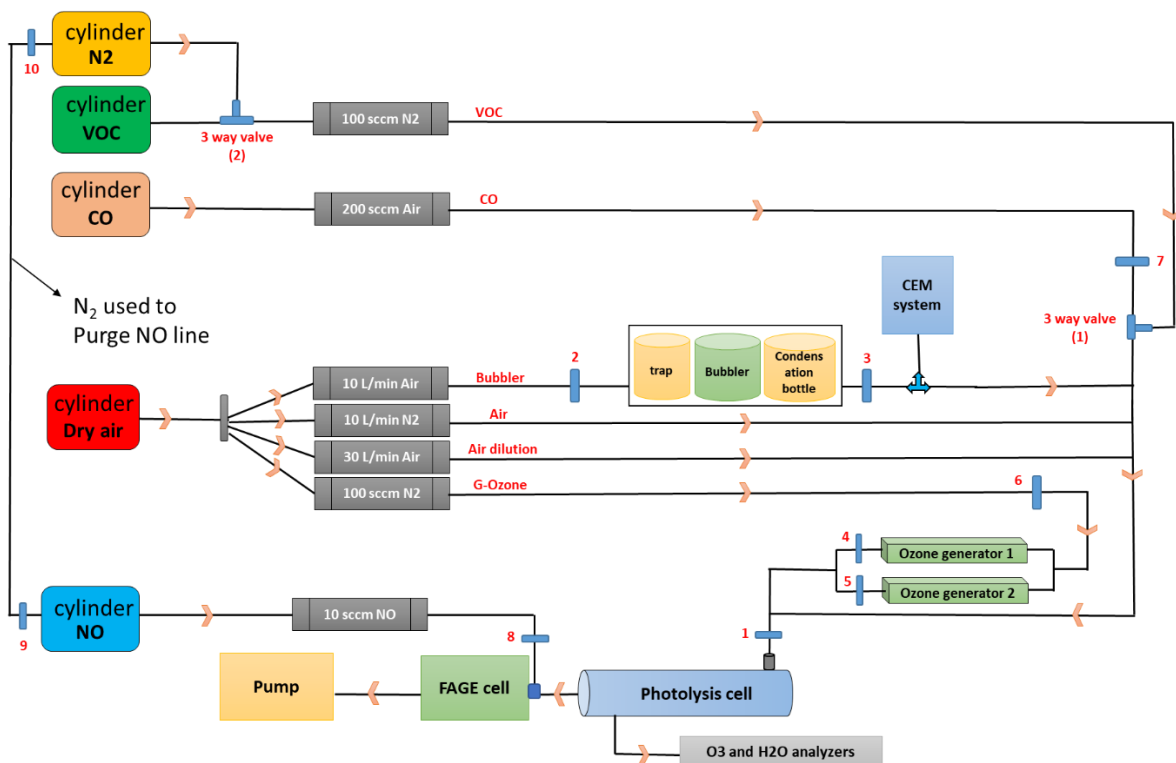 cylinder
N2
10
cylinder
VOC
3 way valve
(2)
100 sccm N2
VOC
cylinder
CO
200 sccm Air
CO
7
3 way valve
(1)
N2 used to
Purge NO line
CEM
system
2
trap
Bubbler
Condens
ation
bottle
3
cylinder
Dry air
10 L/min Air
Bubbler
10 L/min N2
Air
30 L/min Air
Air dilution
100 sccm N2
G-Ozone
6
4
Ozone generator 1
5
Ozone generator 2
1
cylinder
NO
9
10 sccm NO
8
Pump
FAGE cell
Photolysis cell
O3 and H2O analyzers